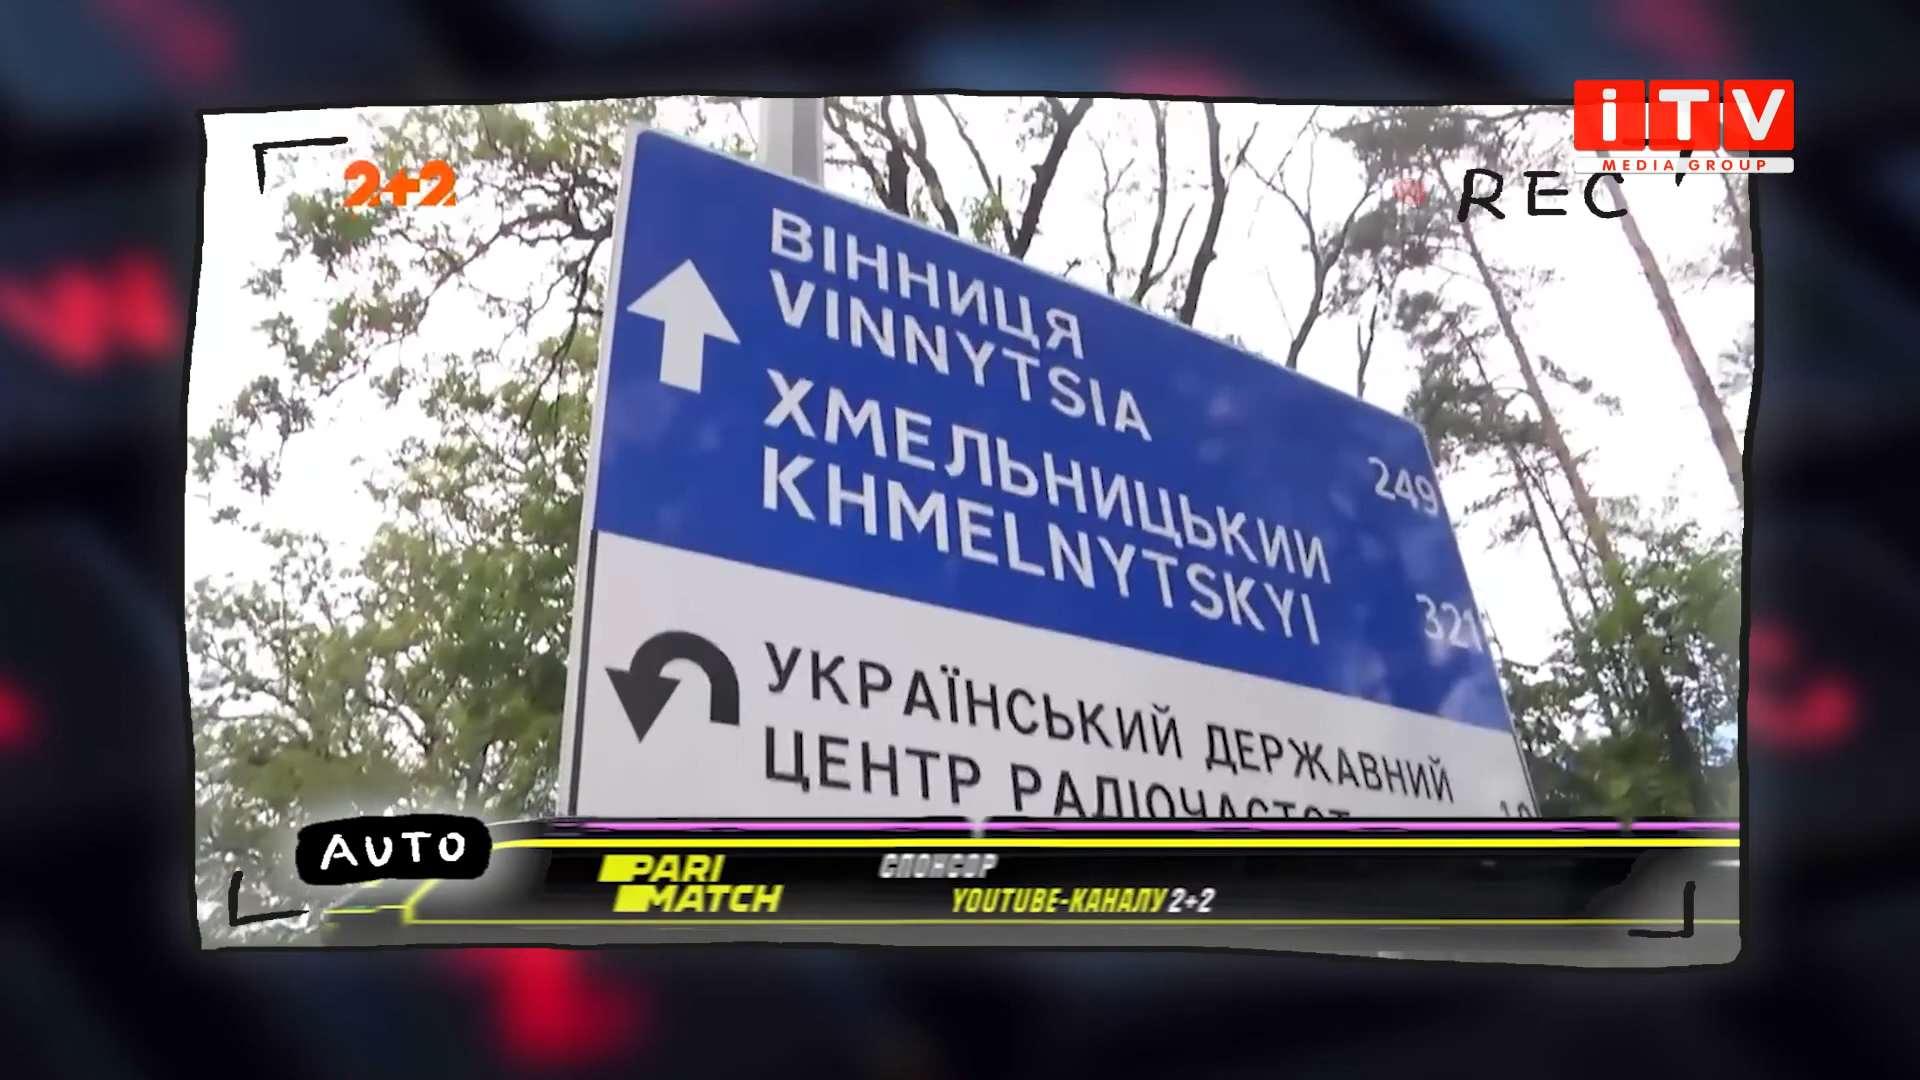 iTV
MEDIA GROUP
2+2
REC
ВІННИЦЯ
VINNYTSIA
249
ХМЕЛЬНИЦЬКИЙ
KHMELNYTSKYI
321
УКРАЇНСЬКИЙ ДЕРЖАВНИЙ
ЦЕНТР РАДІОЧАСТОТ
AUTO
PARI
MATCH
СПОНСОР
YOUTUBE-КАНАЛУ 2+2